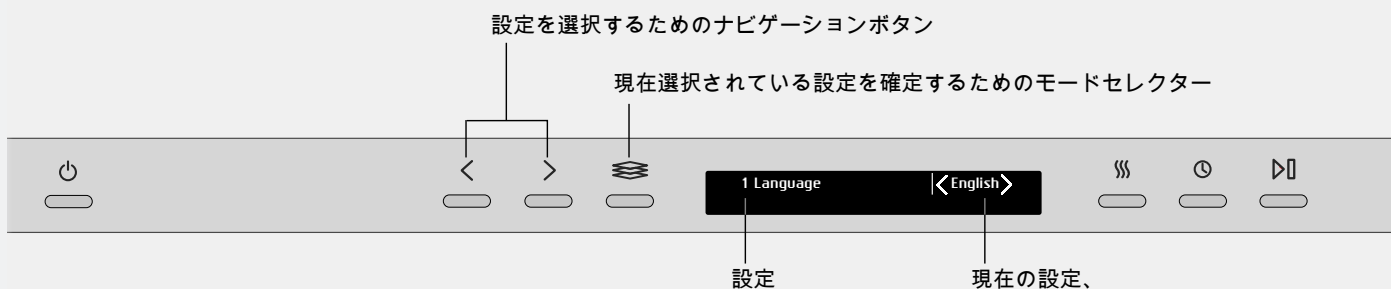 設定を選択するためのナビゲーションボタン
現在選択されている設定を確定するためのモードセレクター
1 Language
English
設定
現在の設定、